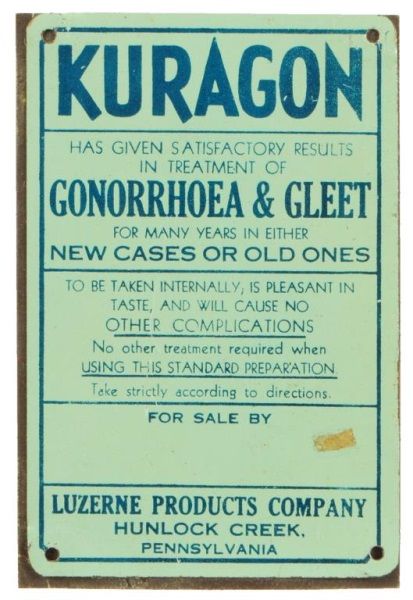 KURAGON
HAS GIVEN SATISFACTORY RESULTS
IN TREATMENT OF
GONORRHOEA & GLEET
FOR MANY YEARS IN EITHER
NEW CASES OR OLD ONES
TO BE TAKEN INTERNALLY, IS PLEASANT IN
TASTE, AND WILL CAUSE NO
OTHER COMPLICATIONS
No other treatment required when
USING THIS STANDARD PREPARATION.
Take strictly according to directions.
FOR SALE BY
LUZERNE PRODUCTS COMPANY
HUNLOCK CREEK,
PENNSYLVANIA